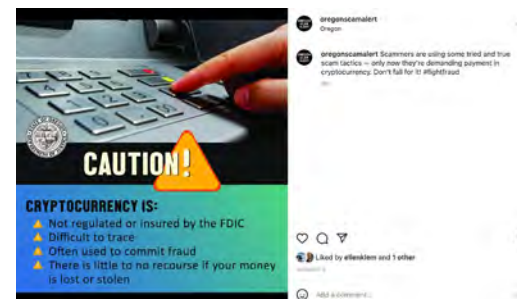 CAUTION!
CRYPTOCURRENCY IS:
Not regulated or insured by the FDIC
Difficult to trace
Often used to commit fraud
There is little to no recourse if your money
is lost or stolen
oregonscamalert
Oregon
oregonscamalert Scammers are using some tried and true
scam tactics — only now they're demanding payment in
cryptocurrency. Don't fall for it! #fightfraud
Liked by ellenklem and 1 other
Add a comment...